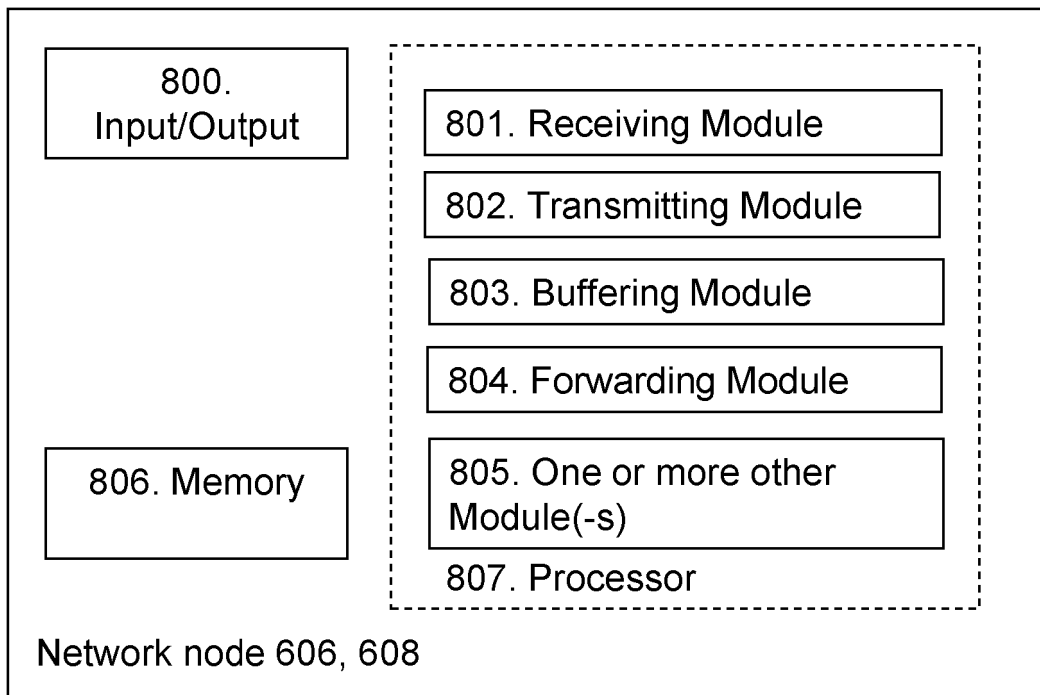 800.
Input/Output
801. Receiving Module
802. Transmitting Module
803. Buffering Module
804. Forwarding Module
806. Memory
805. One or more other
Module(-s)
807. Processor
Network node 606, 608